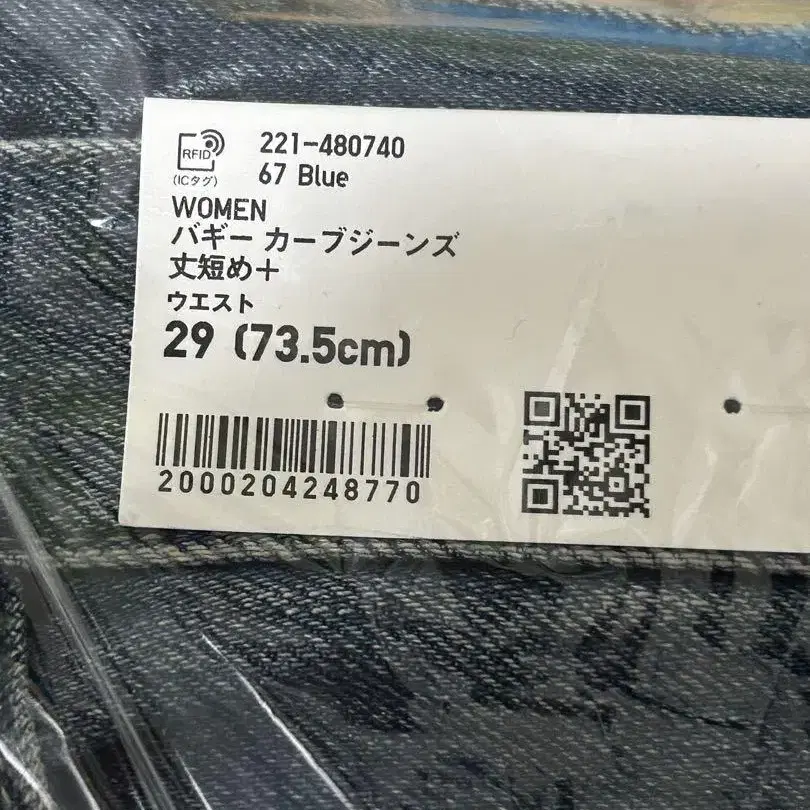 RFID
(ICタグ)
221-480740
67 Blue
WOMEN
バギー カーブジーンズ
丈短め＋
ウエスト
29 (73.5cm)
2000204248770